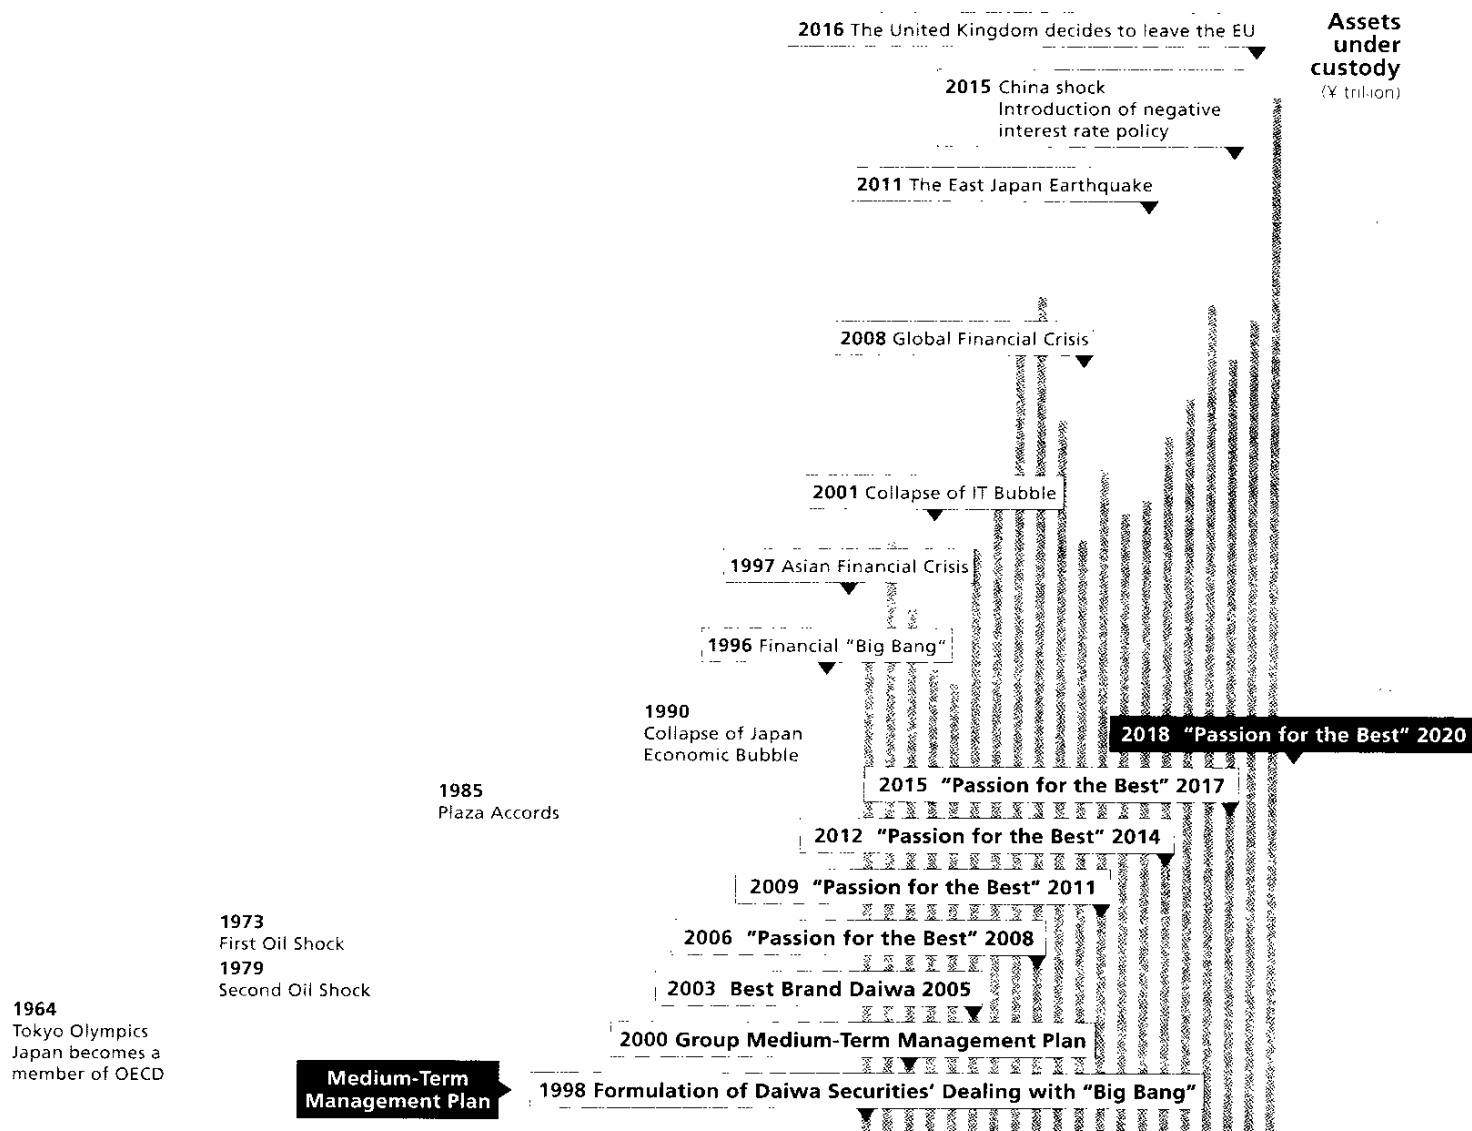 2016 The United Kingdom decides to leave the EU
Assets
under
custody
(¥ trillion)
2015 China shock
Introduction of negative
interest rate policy
2011 The East Japan Earthquake
2008 Global Financial Crisis
2001 Collapse of IT Bubble
1997 Asian Financial Crisis
1996 Financial “Big Bang“
1990
Collapse of Japan
Economic Bubble
2018 “Passion for the Best” 2020
1985
Plaza Accords
2015 “Passion for the Best” 2017
2012 “Passion for the Best” 2014
2009 “Passion for the Best” 2011
1973
First Oil Shock
1979
Second Oil Shock
2006 “Passion for the Best” 2008
2003 Best Brand Daiwa 2005
1964
Tokyo Olympics
Japan becomes a
member of OECD
2000 Group Medium-Term Management Plan
Medium-Term
Management Plan
1998 Formulation of Daiwa Securities‘ Dealing with “Big Bang”